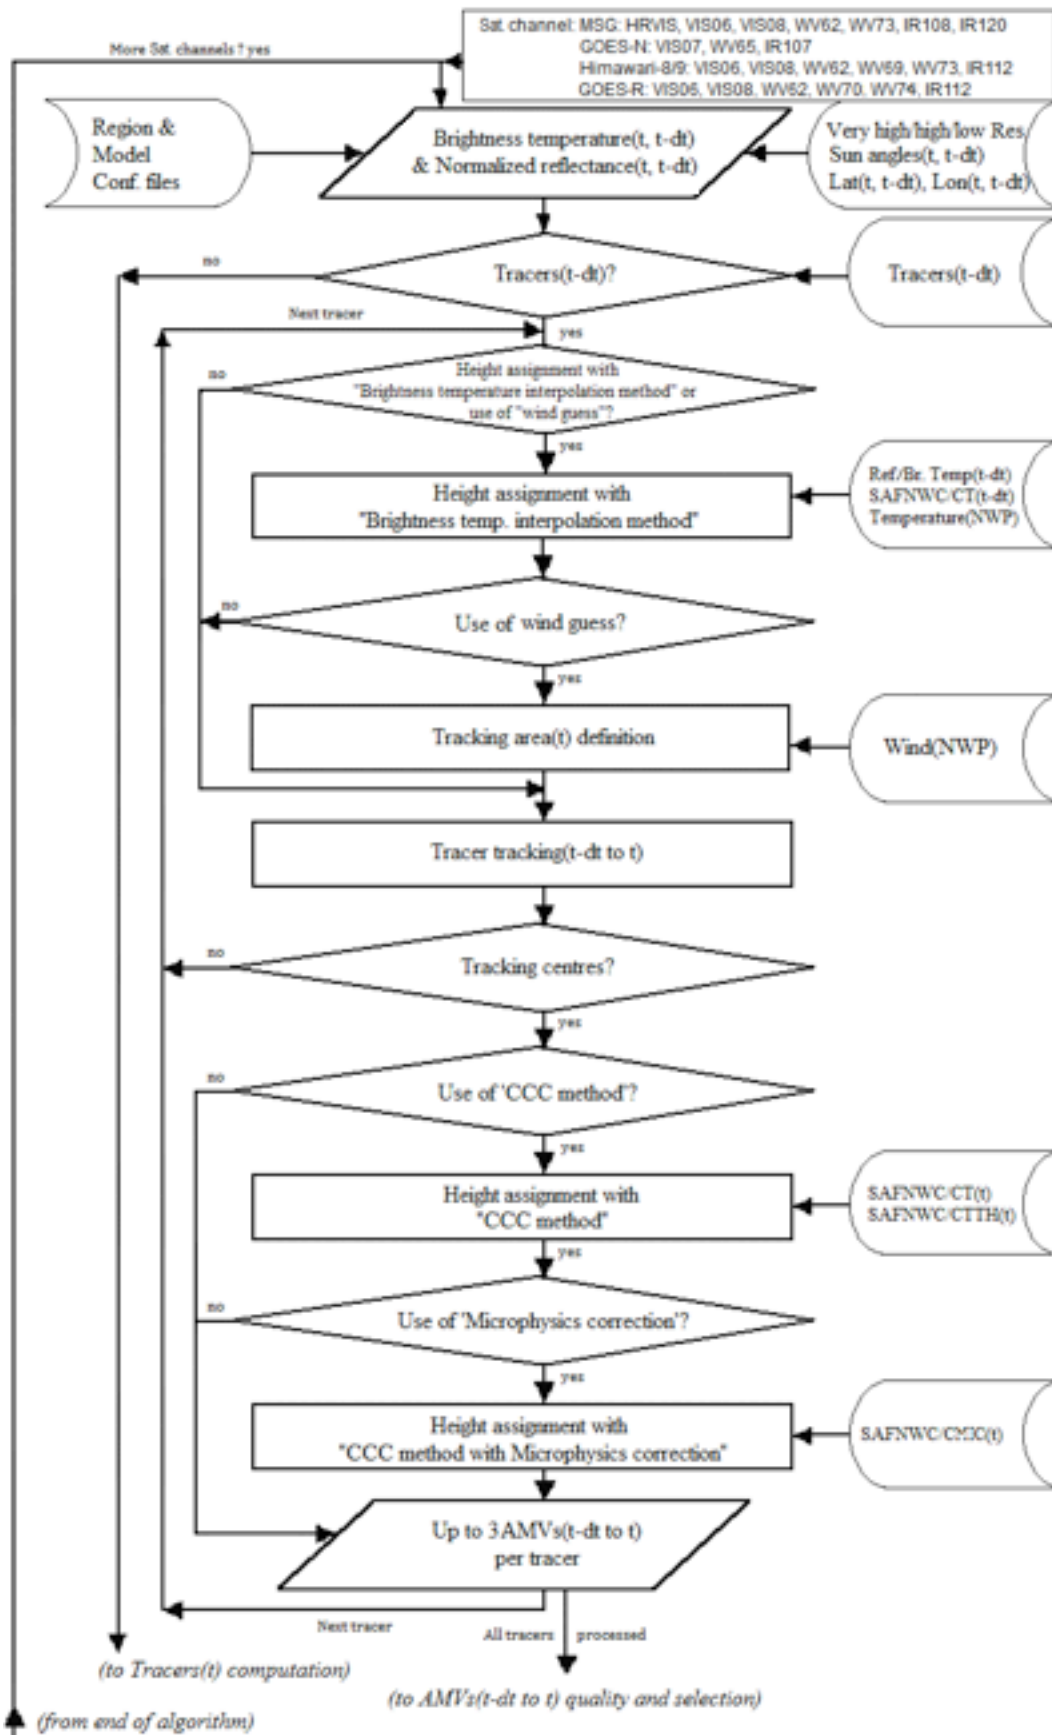 More Sat. channels ? yes
Sat. channel: MSG: HRVIS, VIS06, VIS08, WV62, WV73, IR108, IR120
GOES-N: VIS07, WV65, IR107
Himawari-8/9: VIS06, VIS08, WV62, WV69, WV73, IR112
GOES-R: VIS06, VIS08, WV62, WV70, WV74, IR112
Region &
Model
Conf. files
Brightness temperature(t, t-dt)
& Normalized reflectance(t, t-dt)
Very high/high/low Res.
Sun angles(t, t-dt)
Lat(t, t-dt), Lon(t, t-dt)
no
Tracers(t-dt)?
Tracers(t-dt)
Next tracer
yes
no
Height assignment with
"Brightness temperature interpolation method" or
use of "wind guess"?
yes
Height assignment with
"Brightness temp. interpolation method"
Ref/Br. Temp(t-dt)
SAFNWC/CT(t-dt)
Temperature(NWP)
no
Use of wind guess?
yes
Tracking area(t) definition
Wind(NWP)
Tracer tracking(t-dt to t)
no
Tracking centres?
yes
no
Use of 'CCC method'?
yes
Height assignment with
"CCC method"
SAFNWC/CT(t)
SAFNWC/CTTH(t)
yes
no
Use of 'Microphysics correction'?
yes
Height assignment with
"CCC method with Microphysics correction"
SAFNWC/CMIC(t)
Up to 3AMVs(t-dt to t)
per tracer
Next tracer
All tracers processed
(to Tracers(t) computation)
(to AMVs(t-dt to t) quality and selection)
(from end of algorithm)